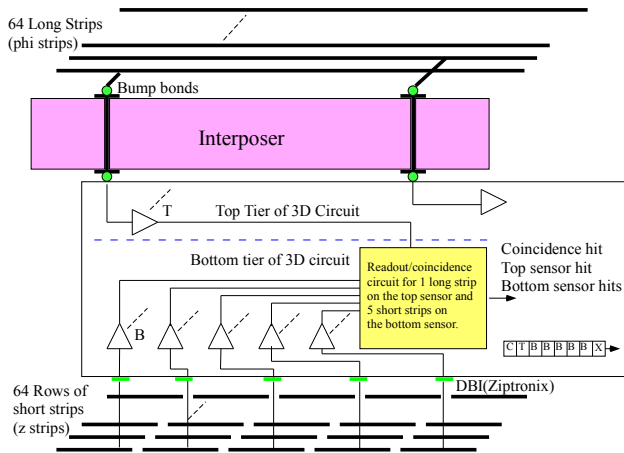 64 Long Strips
(phi strips)
Bump bonds
Interposer
T
Top Tier of 3D Circuit
Bottom tier of 3D circuit
Readout/coincidence
circuit for 1 long strip
on the top sensor and
5 short strips on
the bottom sensor.
Coincidence hit
Top sensor hit
Bottom sensor hits
B
C T B B B B B X
DBI(Ziptronix)
64 Rows of
short strips
(z strips)